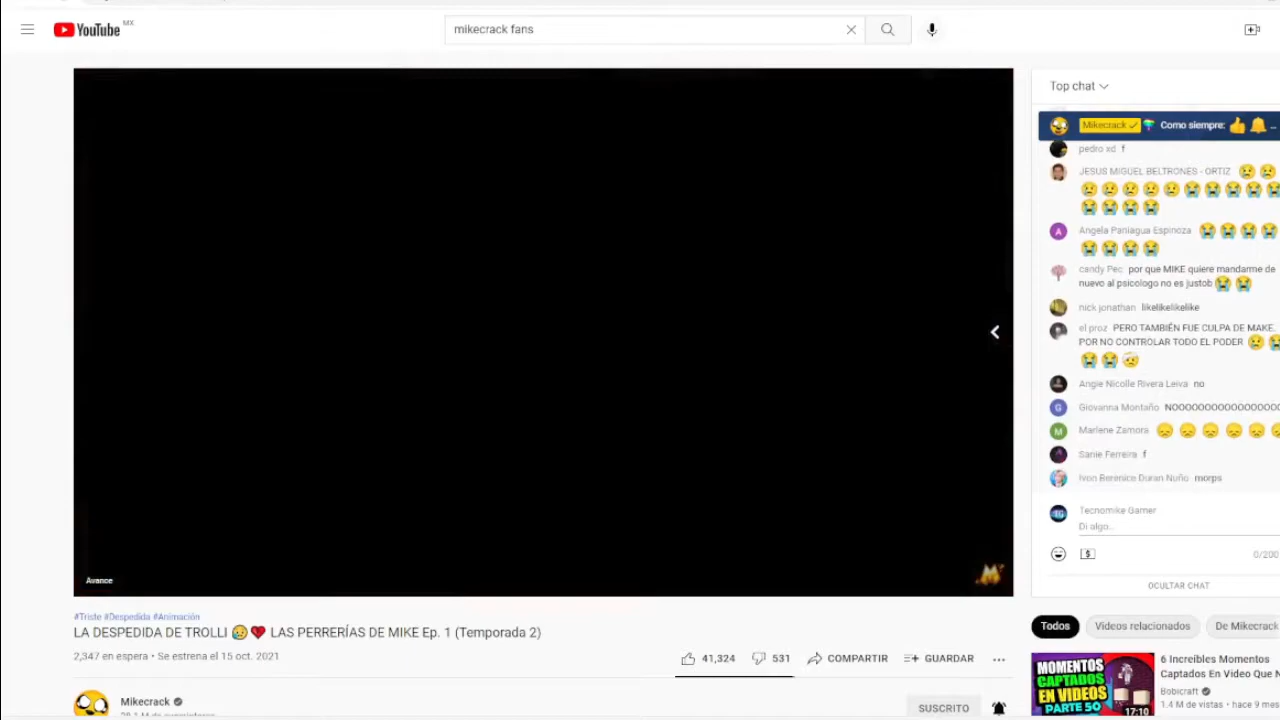 YouTube MX
mikecrack fans
Top chat
Mikecrack Como siempre: 👍 🔔 ...
pedro xd f
JESUS MIGUEL BELTRONES - ORTIZ 😢 😢
😢 😢 😢 😢 😢 😭 😭 😭 😭 😭
😭 😭 😭 😭
Angela Paniagua Espinoza 😭 😭 😭 😭
😭 😭 😭 😭
candy Pec por que MIKE quiere mandarme de
nuevo al psicologo no es justob 😭 😭
nick jonathan likelikelikelike
el proz PERO TAMBIÉN FUE CULPA DE MAKE.
POR NO CONTROLAR TODO EL PODER 😢 😭
😭 😭 🤕
Angie Nicolle Rivera Leiva no
Giovanna Montaño NOOOOOOOOOOOOOOOO
Marlene Zamora 😞 😞 😞 😞 😞 😞
Sanie Ferreira f
Ivon Berenice Duran Nuño morps
Tecnomike Gamer
Di algo...
0/200
OCULTAR CHAT
Avance
#Triste #Despedida #Animación
LA DESPEDIDA DE TROLLI 😥 💔 LAS PERRERÍAS DE MIKE Ep. 1 (Temporada 2)
2,347 en espera • Se estrena el 15 oct. 2021
41,324 531 COMPARTIR GUARDAR ...
Mikecrack
SUSCRITO
Todos Videos relacionados De Mikecrack
MOMENTOS
CAPTADOS
EN VIDEOS
PARTE 50
17:10
6 Increíbles Momentos
Captados En Video Que N
Bobicraft
1.4 M de vistas • hace 9 mes